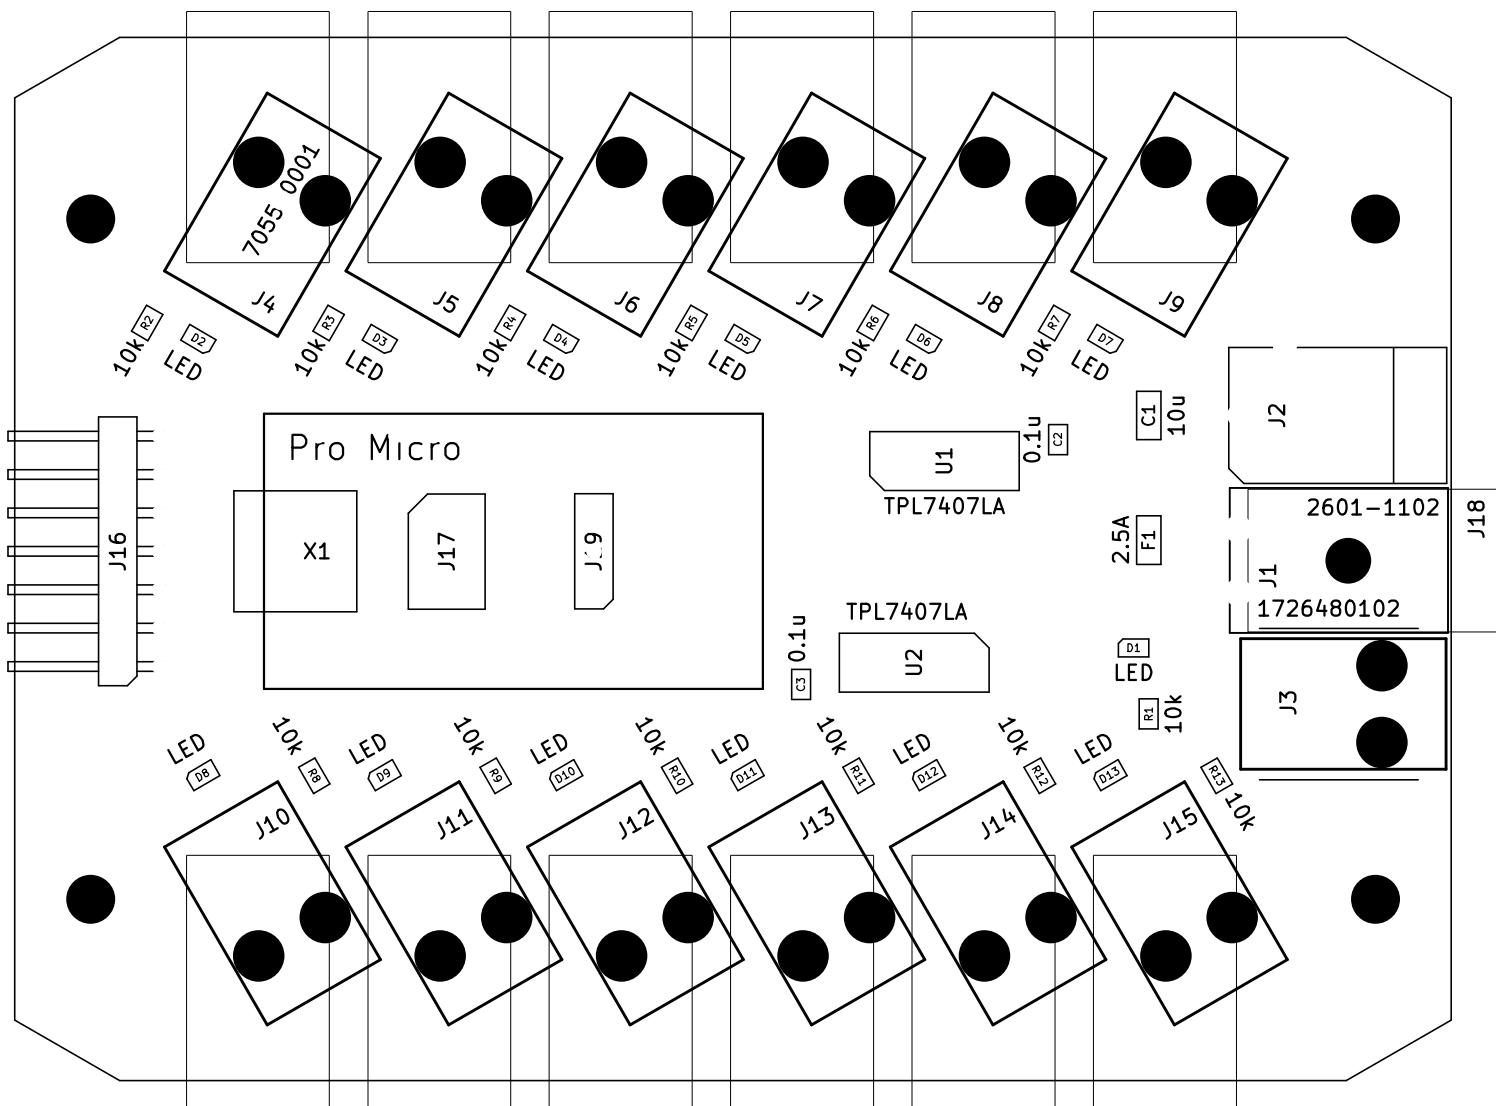 7055 0001
J4
J5
J6
J7
J8
J9
R2
10k
D2
LED
R3
10k
D3
LED
R4
10k
D4
LED
R5
10k
D5
LED
R6
10k
D6
LED
R7
10k
D7
LED
Pro Micro
J16
X1
J17
J19
U1
TPL7407LA
0.1u
C2
C1
10u
J2
2.5A
F1
2601-1102
J18
J1
1726480102
TPL7407LA
U2
0.1u
C3
D1
LED
R1
10k
J3
LED
D8
10k
R8
LED
D9
10k
R9
LED
D10
10k
R10
LED
D11
10k
R11
LED
D12
10k
R12
LED
D13
R13
10k
J10
J11
J12
J13
J14
J15